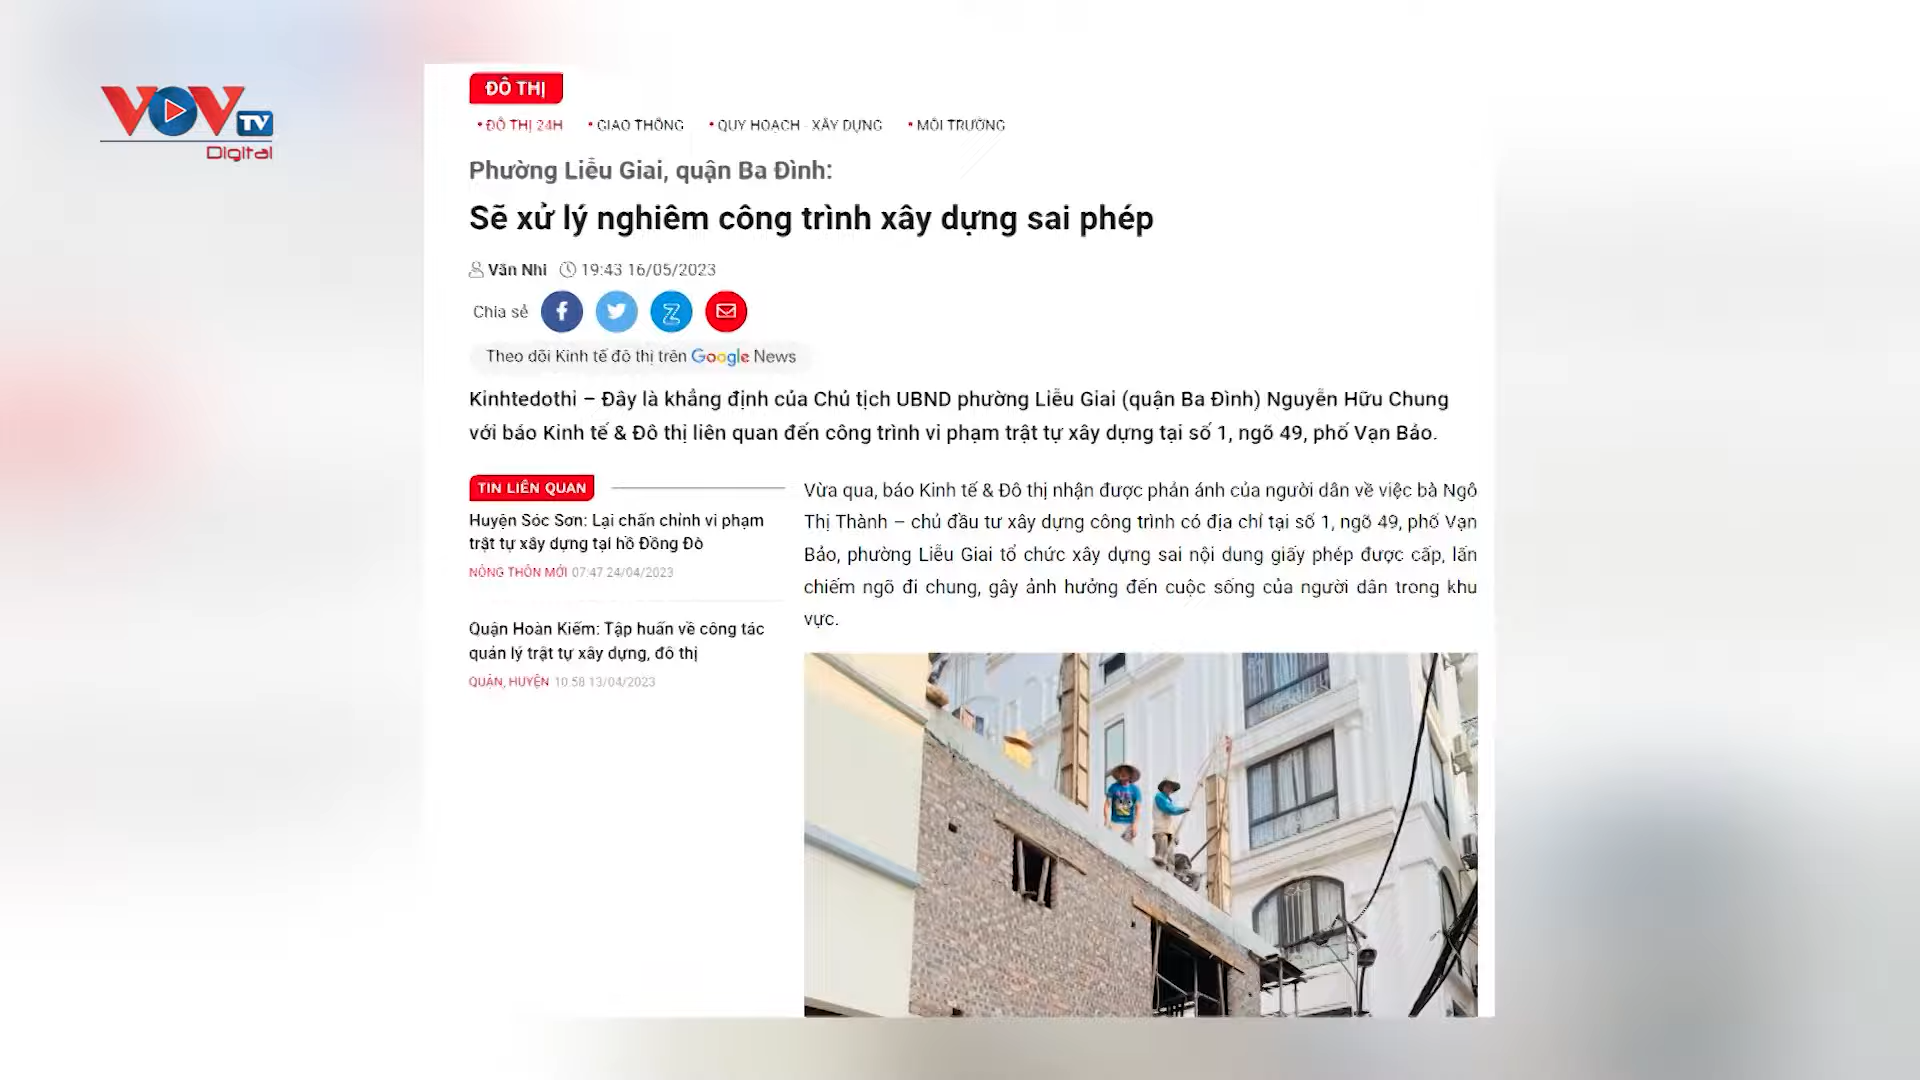 VOV TV
Digital
ĐÔ THỊ
• ĐÔ THỊ 24H • GIAO THÔNG • QUY HOẠCH - XÂY DỰNG • MÔI TRƯỜNG
Phường Liễu Giai, quận Ba Đình:
Sẽ xử lý nghiêm công trình xây dựng sai phép
Văn Nhi 19:43 16/05/2023
Chia sẻ
Theo dõi Kinh tế đô thị trên Google News
Kinhtedothi – Đây là khẳng định của Chủ tịch UBND phường Liễu Giai (quận Ba Đình) Nguyễn Hữu Chung
với báo Kinh tế & Đô thị liên quan đến công trình vi phạm trật tự xây dựng tại số 1, ngõ 49, phố Vạn Bảo.
TIN LIÊN QUAN
Huyện Sóc Sơn: Lại chấn chỉnh vi phạm
trật tự xây dựng tại hồ Đồng Đò
NÔNG THÔN MỚI 07:47 24/04/2023
Quận Hoàn Kiếm: Tập huấn về công tác
quản lý trật tự xây dựng, đô thị
QUẬN, HUYỆN 10:58 13/04/2023
Vừa qua, báo Kinh tế & Đô thị nhận được phản ánh của người dân về việc bà Ngô
Thị Thành – chủ đầu tư xây dựng công trình có địa chỉ tại số 1, ngõ 49, phố Vạn
Bảo, phường Liễu Giai tổ chức xây dựng sai nội dung giấy phép được cấp, lấn
chiếm ngõ đi chung, gây ảnh hưởng đến cuộc sống của người dân trong khu
vực.